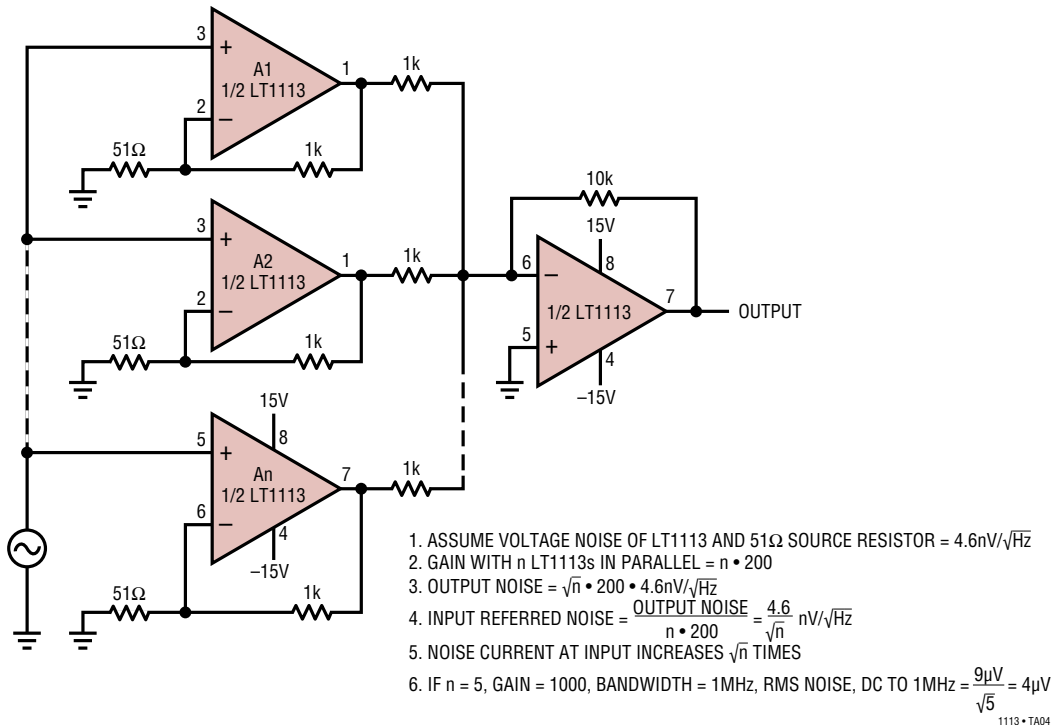 3
+
A1
1/2 LT1113
1
1k
2
–
51Ω
1k
3
+
A2
1/2 LT1113
1
1k
2
–
51Ω
1k
10k
15V
8
6
–
1/2 LT1113
7
OUTPUT
5
+
4
–15V
15V
8
5
+
An
1/2 LT1113
7
1k
6
–
4
–15V
51Ω
1k
1. ASSUME VOLTAGE NOISE OF LT1113 AND 51Ω SOURCE RESISTOR = 4.6nV/√Hz
2. GAIN WITH n LT1113s IN PARALLEL = n • 200
3. OUTPUT NOISE = √n • 200 • 4.6nV/√Hz
4. INPUT REFERRED NOISE = OUTPUT NOISE / n • 200 = 4.6 / √n nV/√Hz
5. NOISE CURRENT AT INPUT INCREASES √n TIMES
6. IF n = 5, GAIN = 1000, BANDWIDTH = 1MHz, RMS NOISE, DC TO 1MHz = 9µV / √5 = 4µV
1113 • TA04